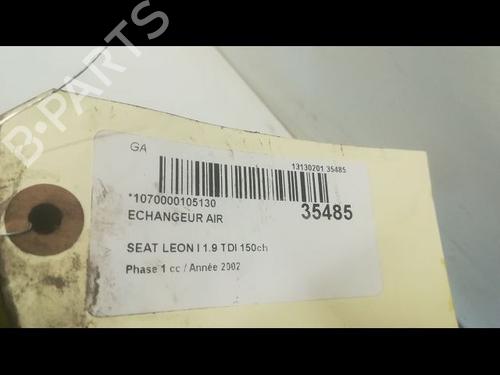 B-PARTS
GA
13130201 35485
*1070000105130
35485
ECHANGEUR AIR
SEAT LEON I 1.9 TDI 150ch
Phase 1 cc / Année 2002